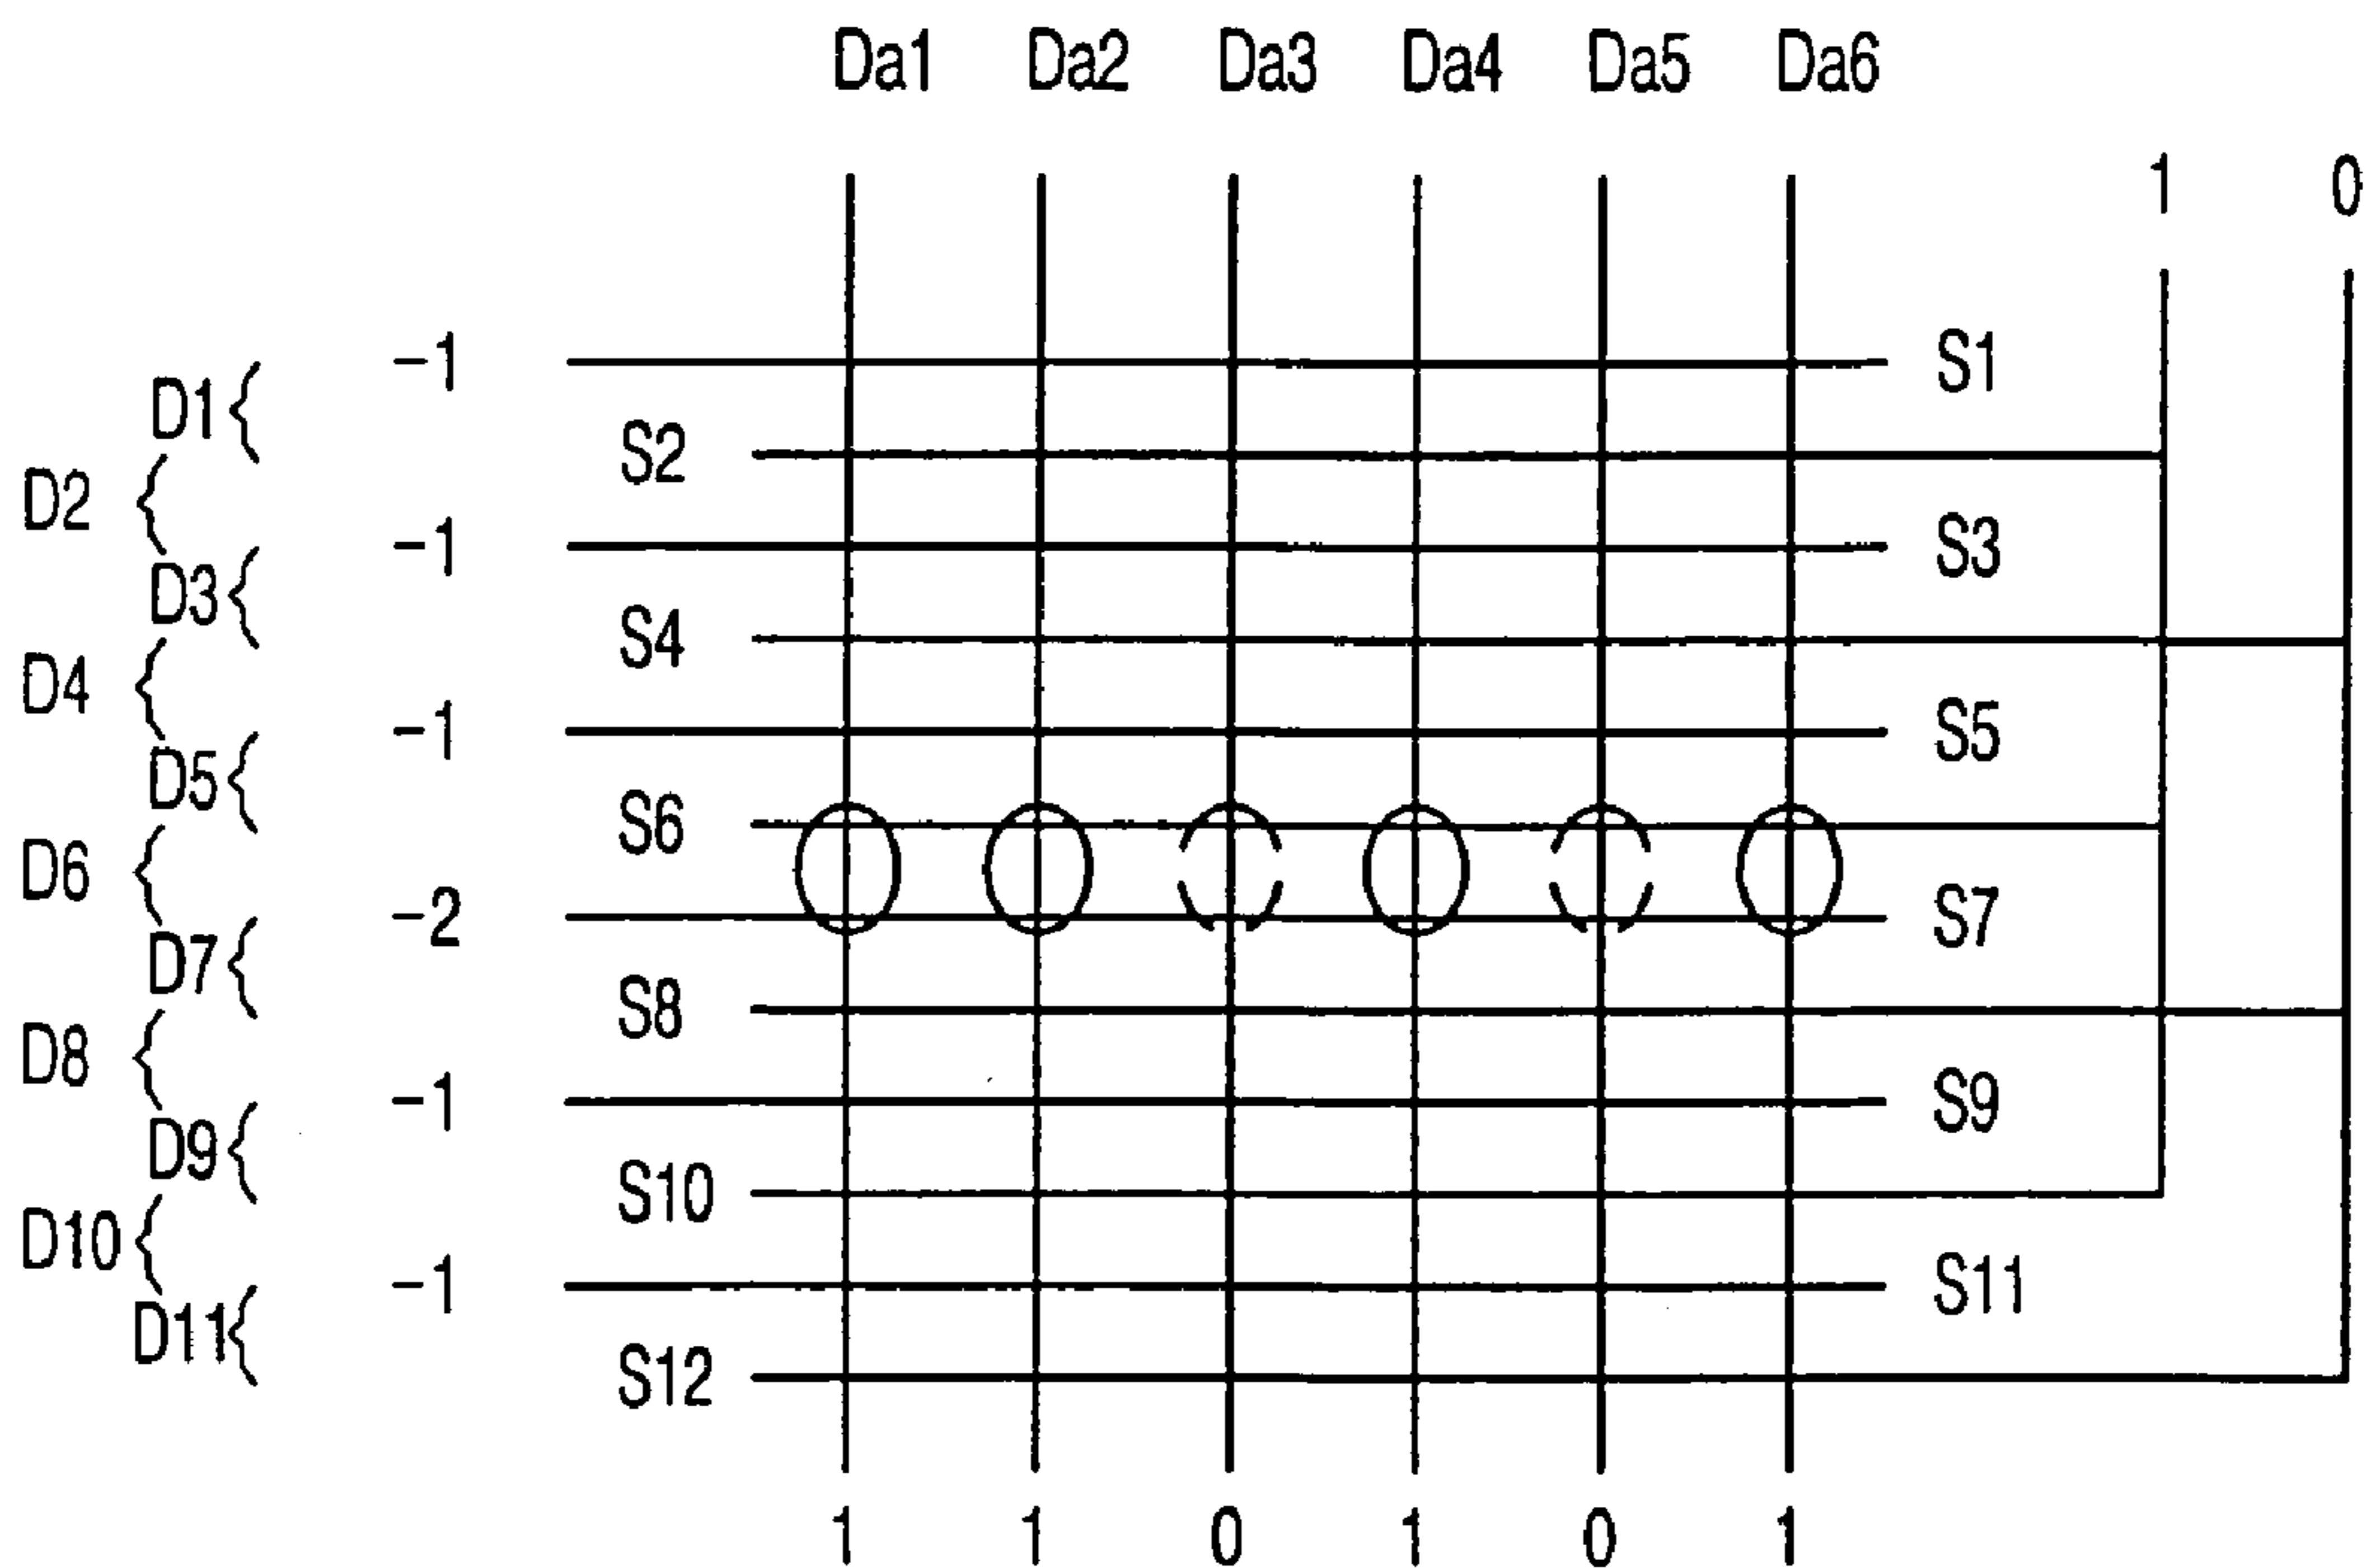 Da1 Da2 Da3 Da4 Da5 Da6
1 0
-1 S1
D1
S2
D2
-1 S3
D3
S4
D4
-1 S5
D5
S6
D6
-2 S7
D7
S8
D8
-1 S9
D9
S10
D10
-1 S11
D11
S12
1 1 0 1 0 1